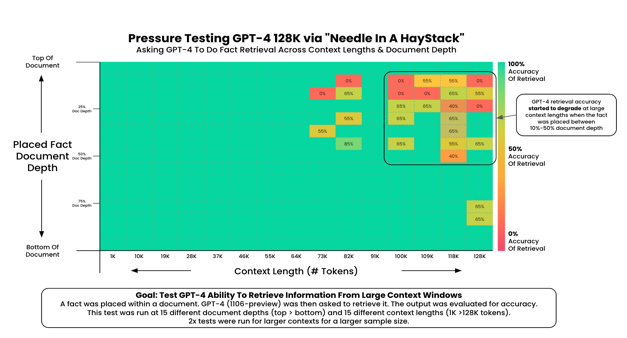 Pressure Testing GPT-4 128K via "Needle In A HayStack"
Asking GPT-4 To Do Fact Retrieval Across Context Lengths & Document Depth
Top Of
Document
25%
Doc Depth
Placed Fact
Document
Depth
50%
Doc Depth
75%
Doc Depth
Bottom Of
Document
0% 0% 55% 55% 0%
0% 65% 0% 0% 65% 55%
65% 65% 40% 0%
55% 65% 65%
55% 65%
85% 65% 55% 65%
40%
65%
65%
100%
Accuracy
Of Retrieval
50%
Accuracy
Of Retrieval
0%
Accuracy
Of Retrieval
GPT-4 retrieval accuracy
started to degrade at large
context lengths when the fact
was placed between
10%-50% document depth
1K 10K 19K 28K 37K 46K 55K 64K 73K 82K 91K 100K 109K 118K 128K
Context Length (# Tokens)
Goal: Test GPT-4 Ability To Retrieve Information From Large Context Windows
A fact was placed within a document. GPT-4 (1106-preview) was then asked to retrieve it. The output was evaluated for accuracy.
This test was run at 15 different document depths (top > bottom) and 15 different context lengths (1K >128K tokens).
2x tests were run for larger contexts for a larger sample size.